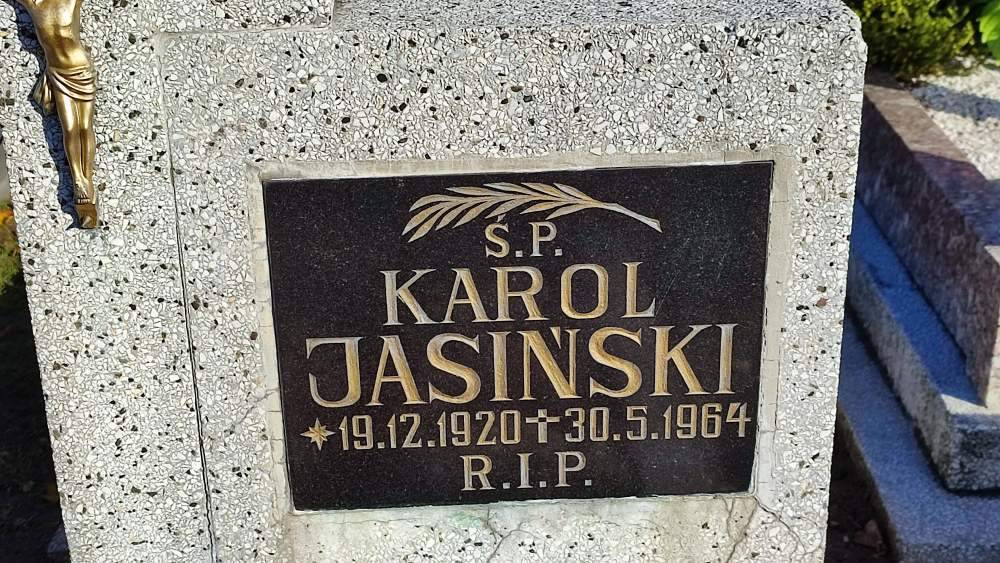 Ś.P.
KAROL
JASIŃSKI
*19.12.1920 ✝ 30.5.1964
R.I.P.